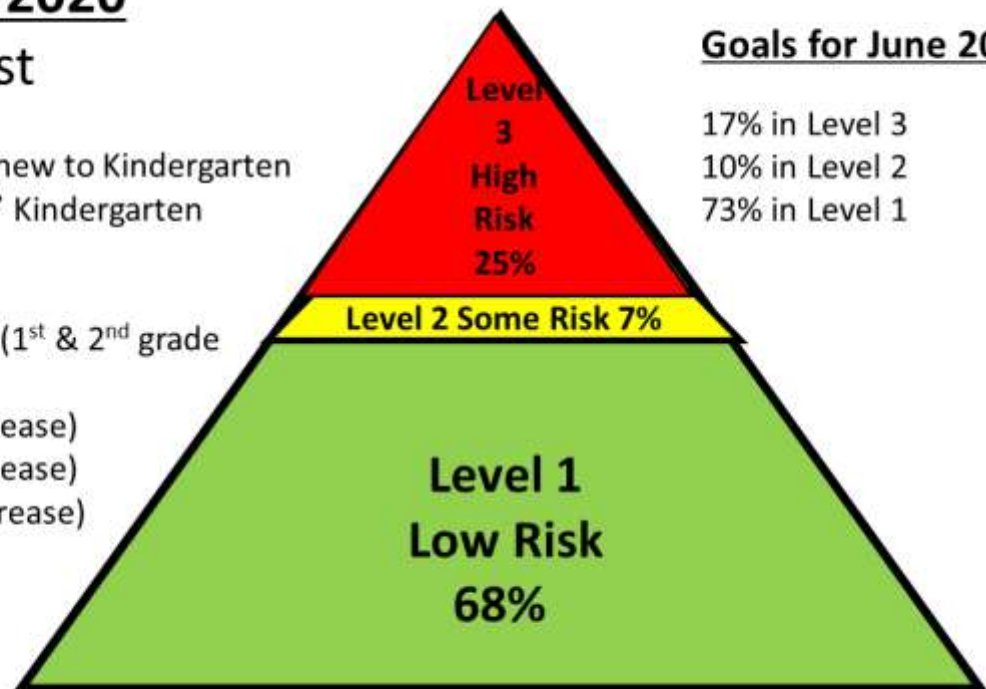 2020
st
new to Kindergarten
Kindergarten
(1st & 2nd grade
ease)
ease)
rease)
Level
3
High
Risk
25%
Level 2 Some Risk 7%
Level 1
Low Risk
68%
Goals for June 20
17% in Level 3
10% in Level 2
73% in Level 1